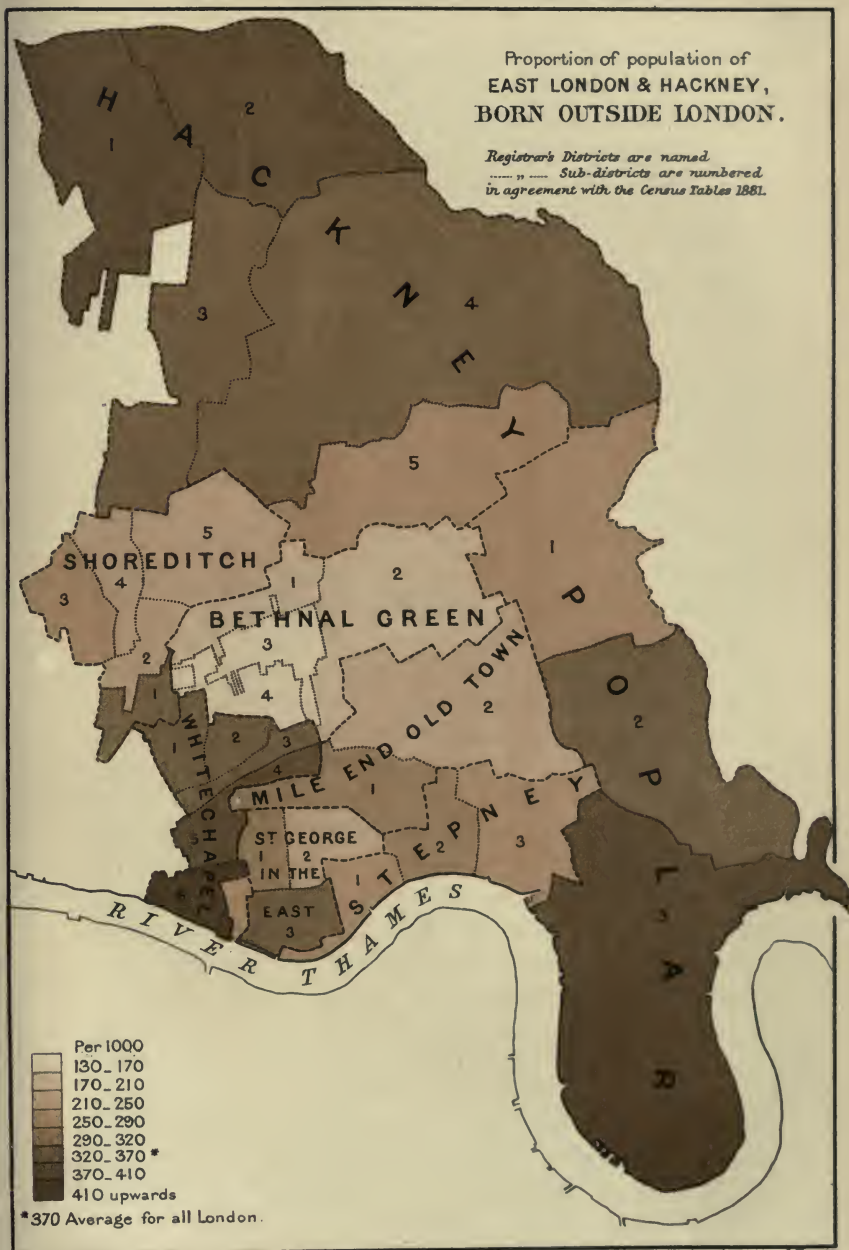 Proportion of population of
EAST LONDON & HACKNEY,
BORN OUTSIDE LONDON.
Registrar's Districts are named
...... „ ...... Sub-districts are numbered
in agreement with the Census Tables 1881.
HACKNEY
1
2
3
4
5
SHOREDITCH
1
2
3
4
5
BETHNAL GREEN
1
2
3
4
MILE END OLD TOWN
1
2
WHITECHAPEL
1
2
3
4
5
6
ST GEORGE
IN THE
EAST
1
2
3
STEPNEY
1
2
3
POPLAR
1
2
3
RIVER THAMES
Per 1000
130_170
170_210
210_250
250_290
290_320
320_370*
370_410
410 upwards
*370 Average for all London.